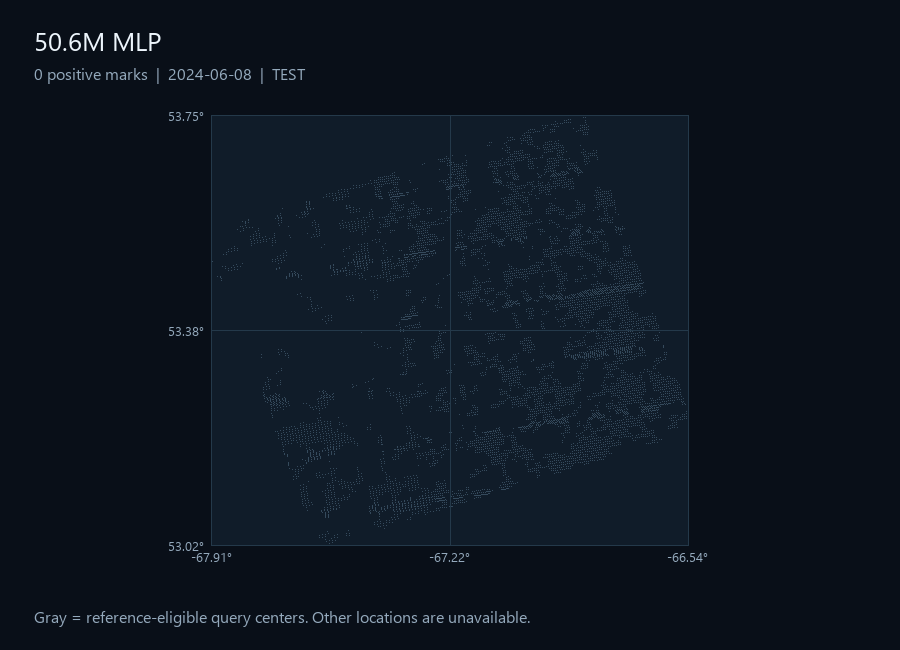 50.6M MLP
0 positive marks | 2024-06-08 | TEST
53.75°
53.38°
53.02°
-67.91°
-67.22°
-66.54°
Gray = reference-eligible query centers. Other locations are unavailable.